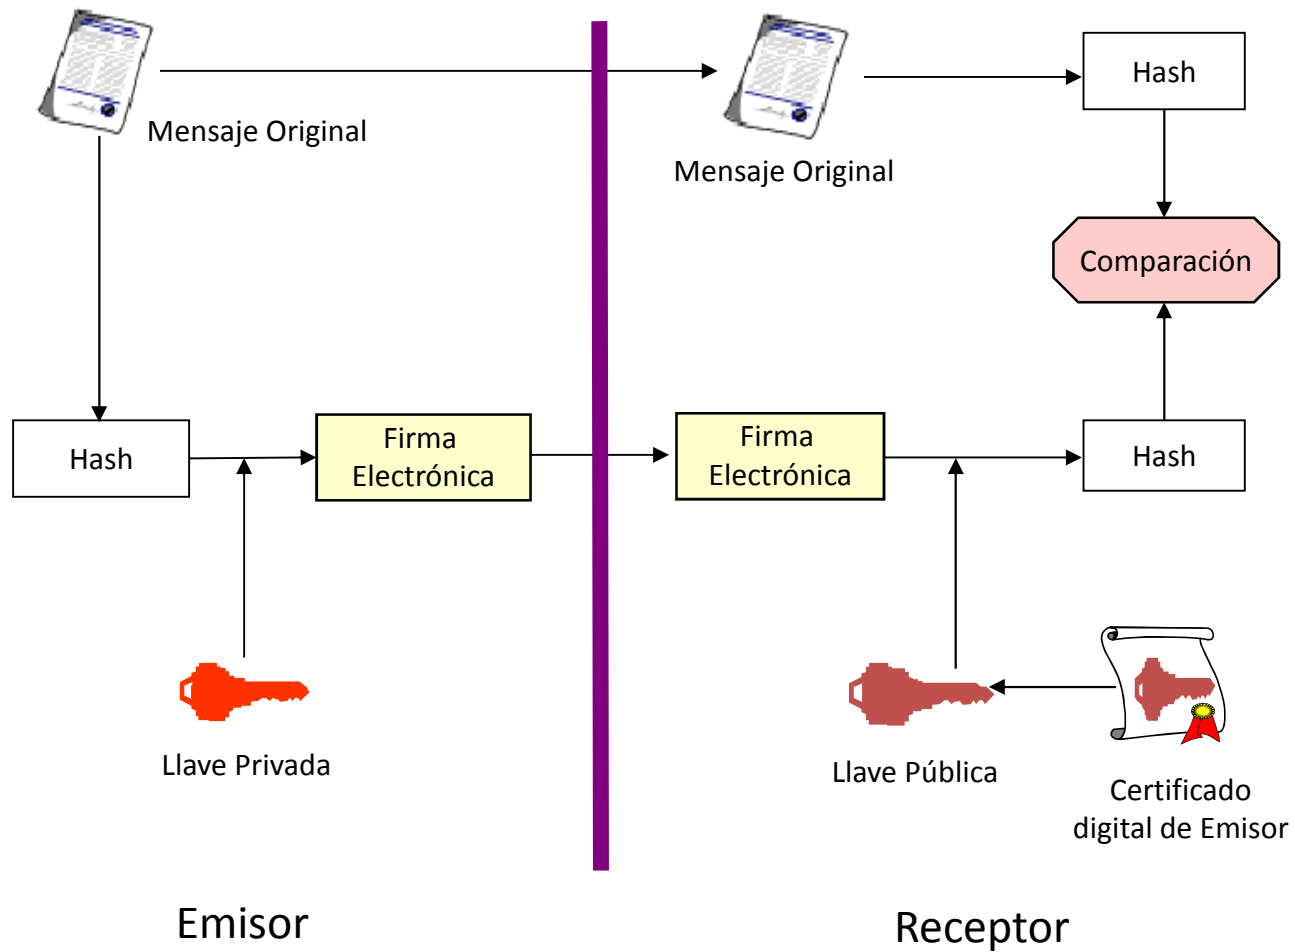 Mensaje Original
Mensaje Original
Hash
Comparación
Hash
Firma
Electrónica
Firma
Electrónica
Hash
Llave Privada
Llave Pública
Certificado
digital de Emisor
Emisor
Receptor